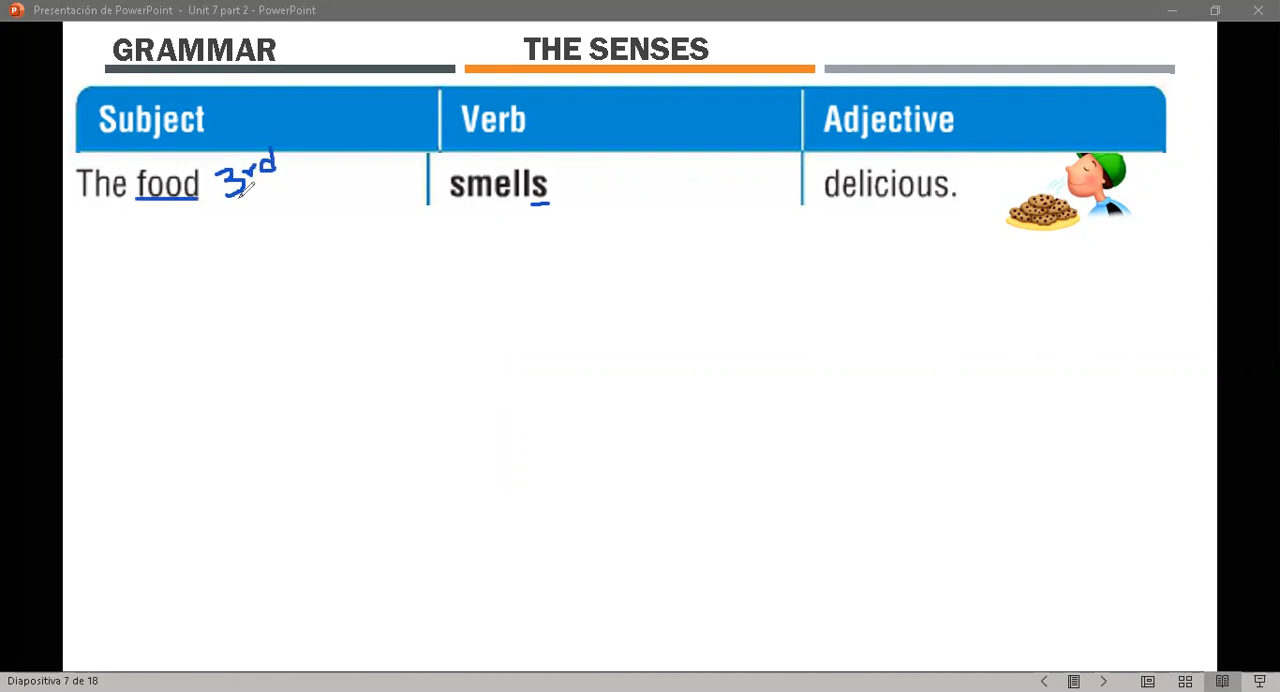 Presentación de PowerPoint - Unit 7 part 2 - PowerPoint
GRAMMAR THE SENSES
Subject Verb Adjective
The food 3rd smells delicious.
Diapositiva 7 de 18